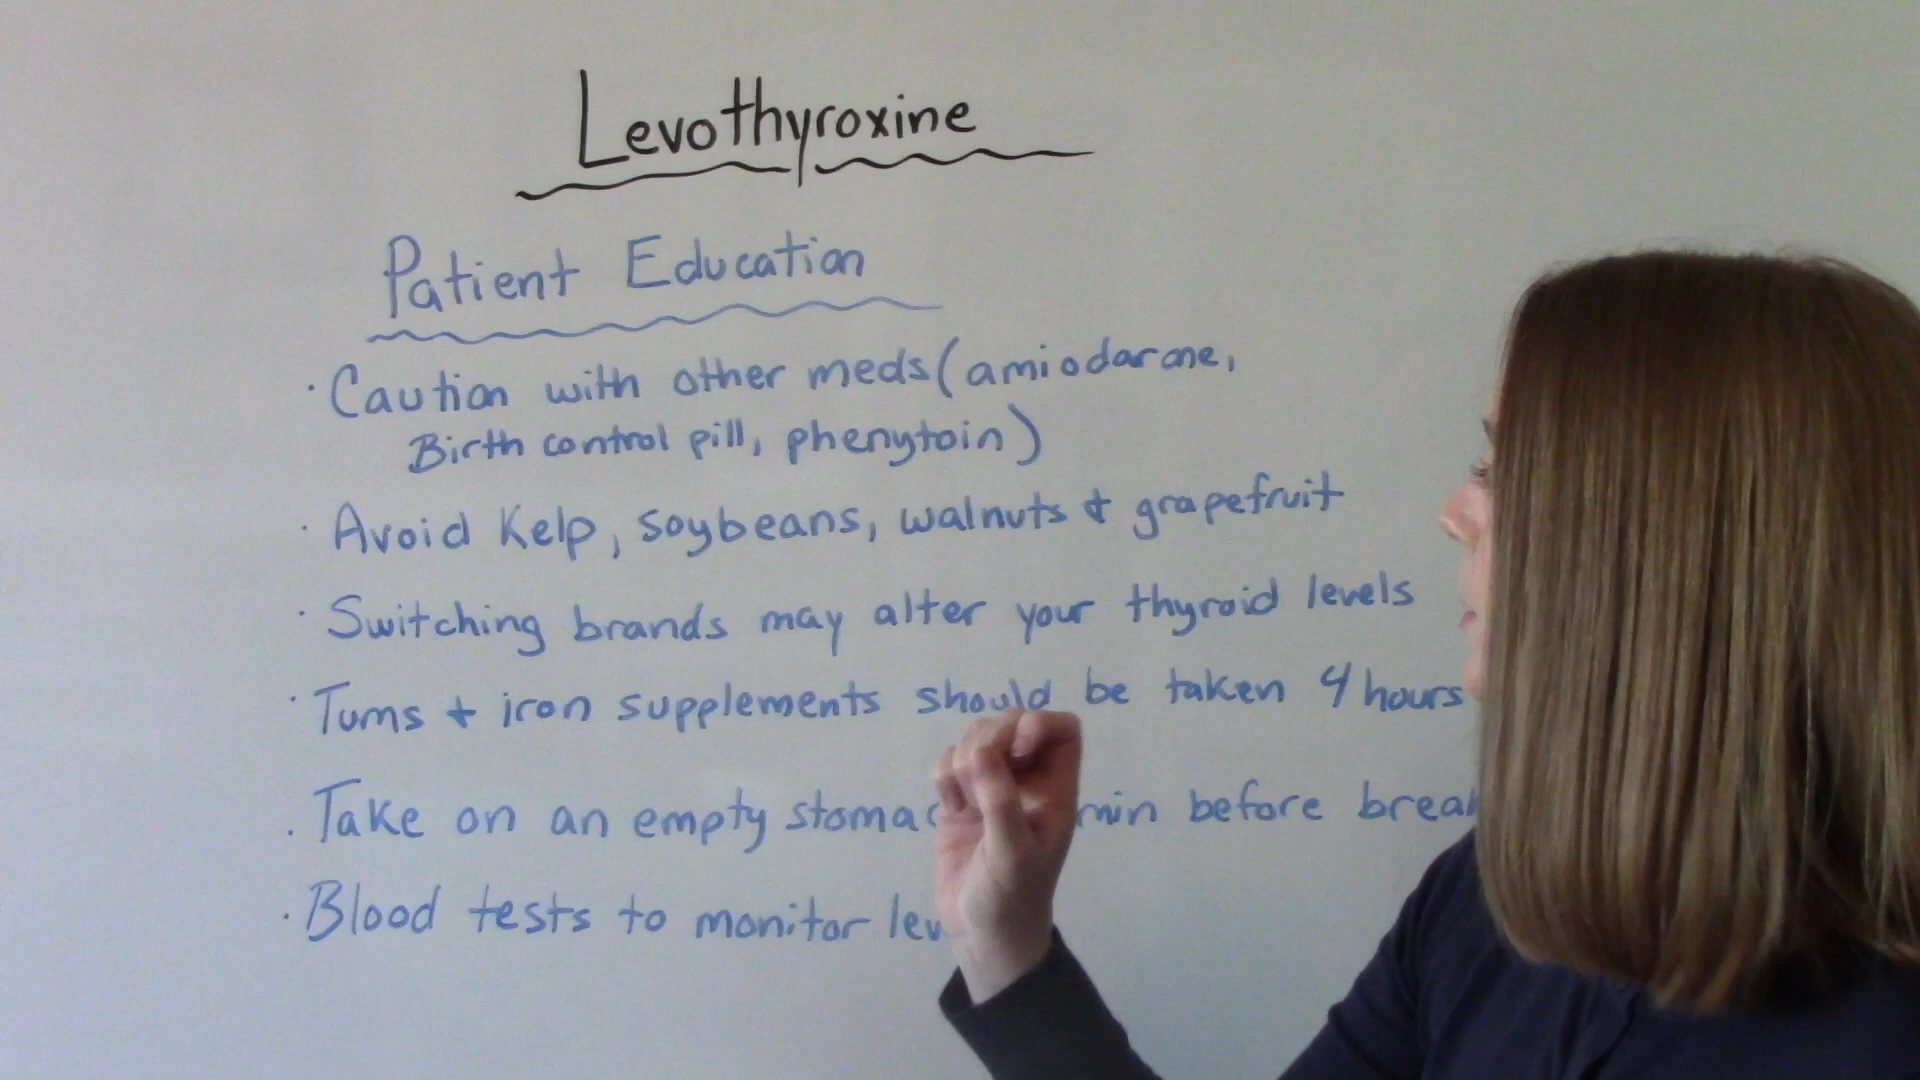 Levothyroxine
Patient Education
· Caution with other meds (amiodarone,
Birth control pill, phenytoin)
· Avoid Kelp, soybeans, walnuts & grapefruit
· Switching brands may alter your thyroid levels
· Tums & iron supplements should be taken 4 hours
· Take on an empty min before
· Blood tests to monitor